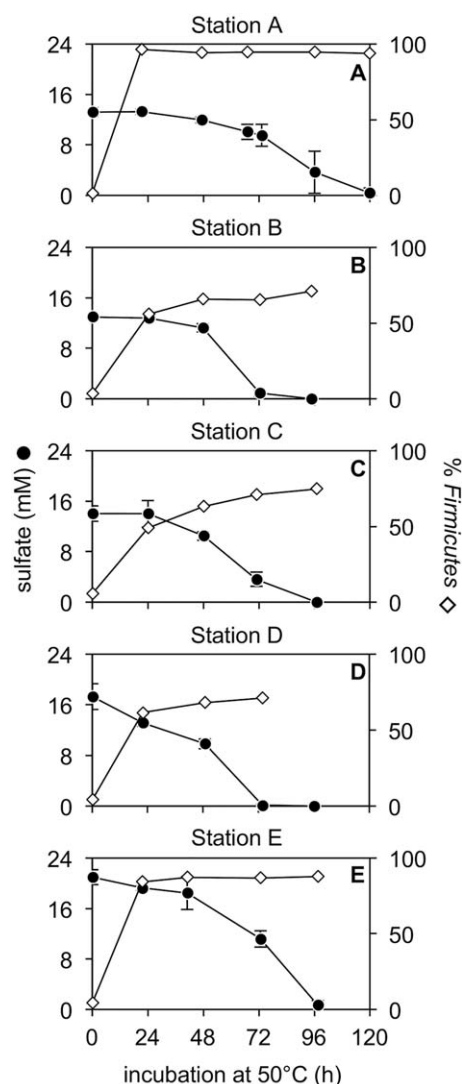 Station A
24 100
A
16
50
8
0 0
Station B
24 100
B
16
50
8
0 0
Station C
24 100
C
16
50
8
0 0
Station D
24 100
D
16
50
8
0 0
Station E
24 100
E
16
50
8
0 0
0 24 48 72 96 120
incubation at 50°C (h)
sulfate (mM)
% Firmicutes